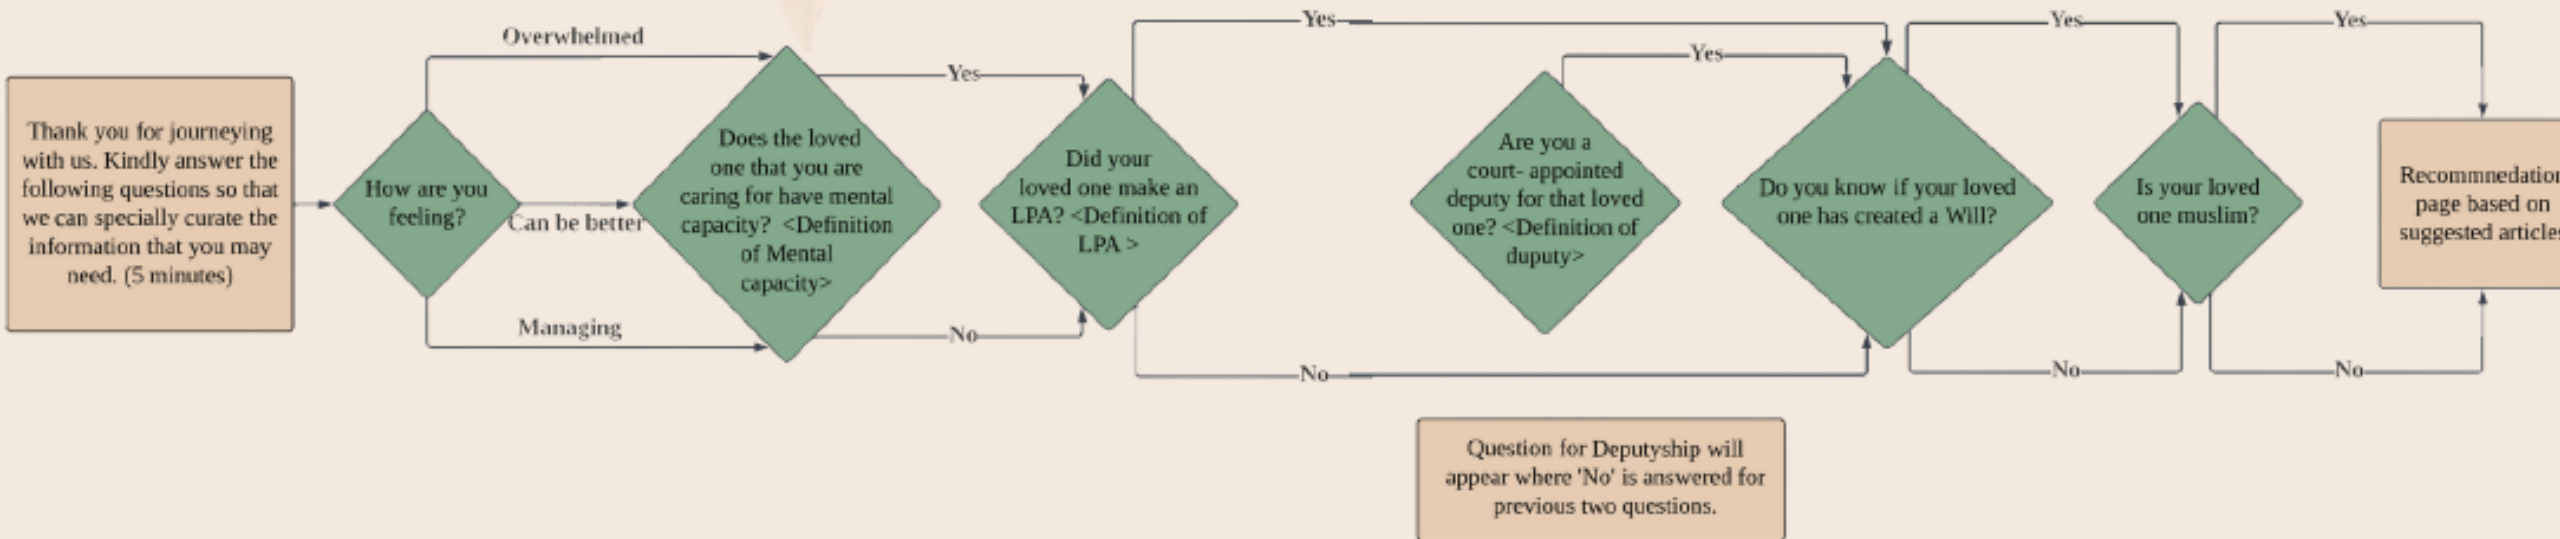 Thank you for journeying
with us. Kindly answer the
following questions so that
we can specially curate the
information that you may
need. (5 minutes)
How are you
feeling?
Overwhelmed
Can be better
Managing
Does the loved
one that you are
caring for have mental
capacity? <Definition
of Mental
capacity>
Yes
No
Did your
loved one make an
LPA? <Definition of
LPA >
Yes
No
Are you a
court- appointed
deputy for that loved
one? <Definition of
duputy>
Yes
Question for Deputyship will
appear where 'No' is answered for
previous two questions.
Do you know if your loved
one has created a Will?
Yes
No
Is your loved
one muslim?
Yes
No
Recommnedation
page based on
suggested articles